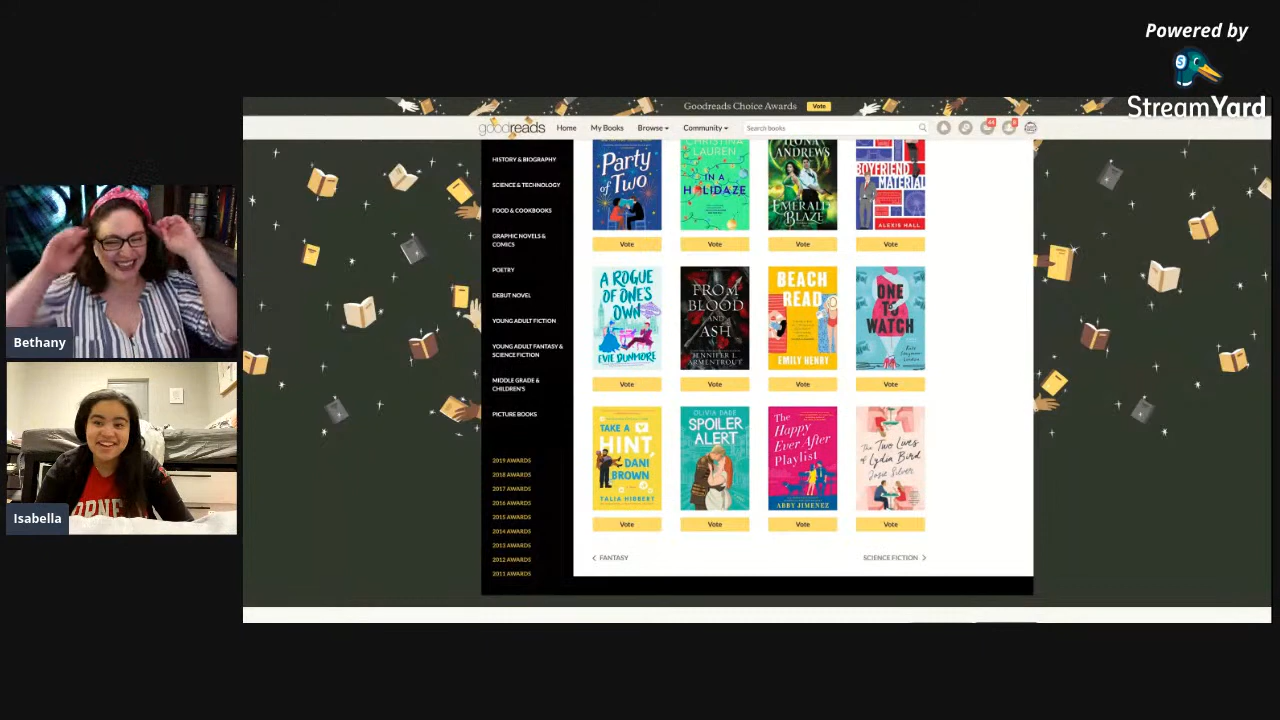 Powered by
StreamYard
Goodreads Choice Awards
Vote
goodreads
Home
My Books
Browse
Community
Search books
HISTORY & BIOGRAPHY
SCIENCE & TECHNOLOGY
FOOD & COOKBOOKS
GRAPHIC NOVELS &
COMICS
POETRY
DEBUT NOVEL
YOUNG ADULT FICTION
YOUNG ADULT FANTASY &
SCIENCE FICTION
MIDDLE GRADE &
CHILDREN'S
PICTURE BOOKS
2019 AWARDS
2018 AWARDS
2017 AWARDS
2016 AWARDS
2015 AWARDS
2014 AWARDS
2013 AWARDS
2012 AWARDS
2011 AWARDS
Party
of Two
CHRISTINA
LAUREN
IN A
HOLIDAZE
ILONA
ANDREWS
EMERALD
BLAZE
BOYFRIEND
MATERIAL
ALEXIS HALL
Vote
Vote
Vote
Vote
A ROGUE
OF ONE'S
OWN
EVIE DUNMORE
FROM
BLOOD
AND
ASH
JENNIFER L.
ARMENTROUT
BEACH
READ
EMILY HENRY
ONE
TO
WATCH
Vote
Vote
Vote
Vote
TAKE A
HINT,
DANI
BROWN
TALIA HIBBERT
OLIVIA DADE
SPOILER
ALERT
The
Happy
Ever After
Playlist
ABBY JIMENEZ
The Two Lives
of Lydia Bird
Josie Silver
Vote
Vote
Vote
Vote
FANTASY
SCIENCE FICTION
Bethany
Isabella